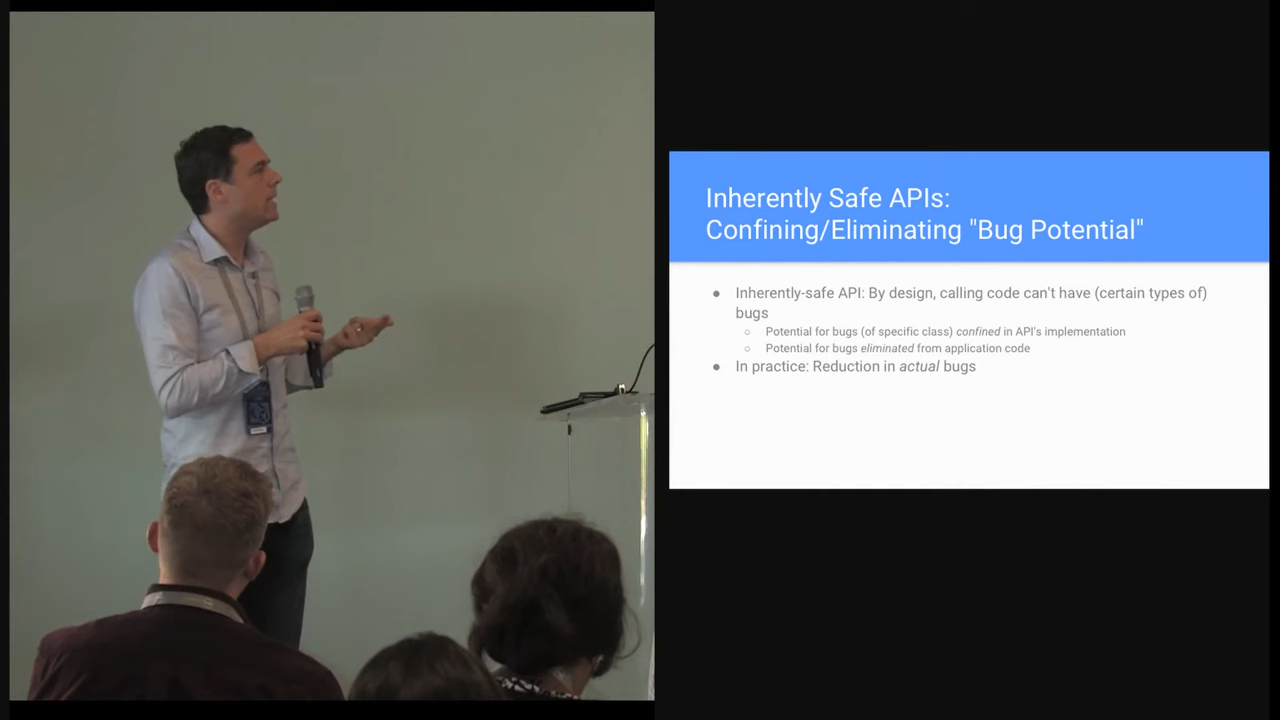 Inherently Safe APIs:
Confining/Eliminating "Bug Potential"
● Inherently-safe API: By design, calling code can't have (certain types of)
bugs
○ Potential for bugs (of specific class) confined in API's implementation
○ Potential for bugs eliminated from application code
● In practice: Reduction in actual bugs